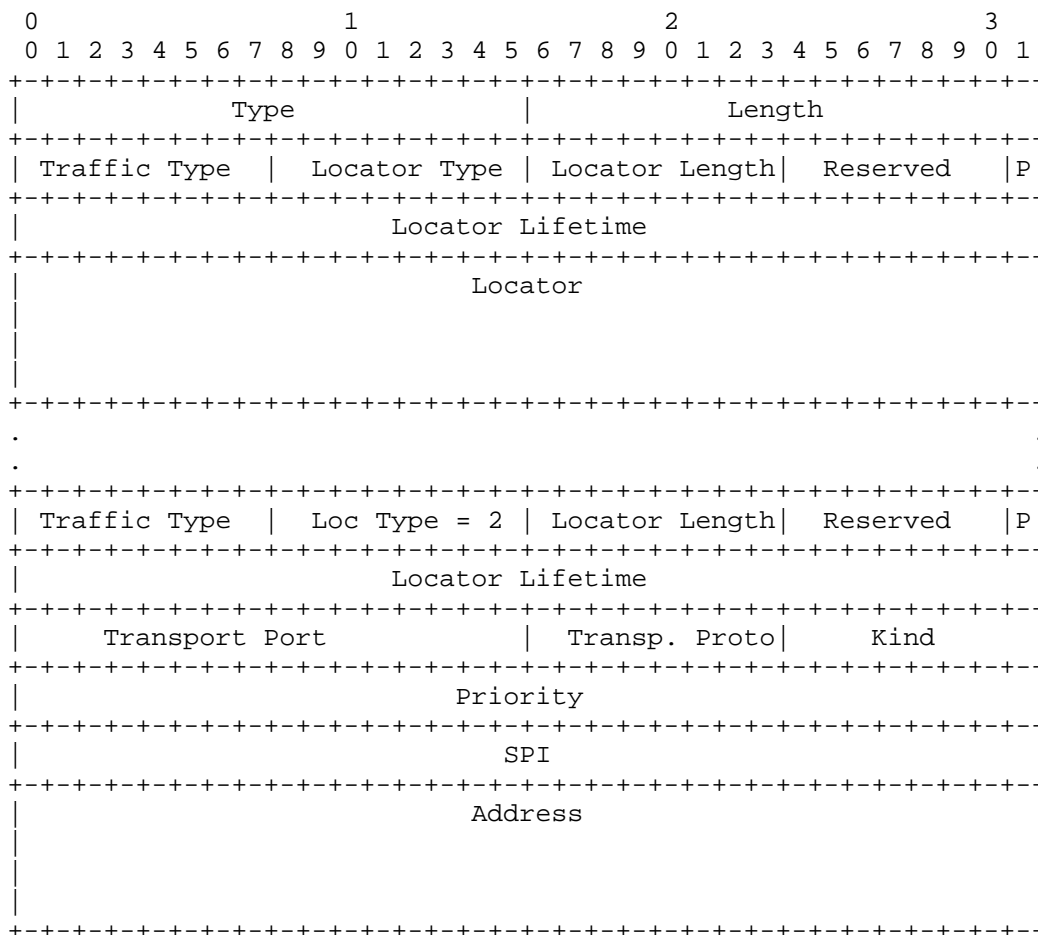 0                   1                   2                   3
0 1 2 3 4 5 6 7 8 9 0 1 2 3 4 5 6 7 8 9 0 1 2 3 4 5 6 7 8 9 0 1
+-+-+-+-+-+-+-+-+-+-+-+-+-+-+-+-+-+-+-+-+-+-+-+-+-+-+-+-+-+-+-+-
|             Type              |            Length
+-+-+-+-+-+-+-+-+-+-+-+-+-+-+-+-+-+-+-+-+-+-+-+-+-+-+-+-+-+-+-+-
| Traffic Type  |  Locator Type | Locator Length|  Reserved   |P
+-+-+-+-+-+-+-+-+-+-+-+-+-+-+-+-+-+-+-+-+-+-+-+-+-+-+-+-+-+-+-+-
|                       Locator Lifetime
+-+-+-+-+-+-+-+-+-+-+-+-+-+-+-+-+-+-+-+-+-+-+-+-+-+-+-+-+-+-+-+-
|                            Locator
|
|
|
+-+-+-+-+-+-+-+-+-+-+-+-+-+-+-+-+-+-+-+-+-+-+-+-+-+-+-+-+-+-+-+-
.                                                               .
.                                                               .
+-+-+-+-+-+-+-+-+-+-+-+-+-+-+-+-+-+-+-+-+-+-+-+-+-+-+-+-+-+-+-+-
| Traffic Type  |  Loc Type = 2 | Locator Length|  Reserved   |P
+-+-+-+-+-+-+-+-+-+-+-+-+-+-+-+-+-+-+-+-+-+-+-+-+-+-+-+-+-+-+-+-
|                       Locator Lifetime
+-+-+-+-+-+-+-+-+-+-+-+-+-+-+-+-+-+-+-+-+-+-+-+-+-+-+-+-+-+-+-+-
|     Transport Port            |  Transp. Proto|     Kind
+-+-+-+-+-+-+-+-+-+-+-+-+-+-+-+-+-+-+-+-+-+-+-+-+-+-+-+-+-+-+-+-
|                           Priority
+-+-+-+-+-+-+-+-+-+-+-+-+-+-+-+-+-+-+-+-+-+-+-+-+-+-+-+-+-+-+-+-
|                              SPI
+-+-+-+-+-+-+-+-+-+-+-+-+-+-+-+-+-+-+-+-+-+-+-+-+-+-+-+-+-+-+-+-
|                            Address
|
|
|
+-+-+-+-+-+-+-+-+-+-+-+-+-+-+-+-+-+-+-+-+-+-+-+-+-+-+-+-+-+-+-+-